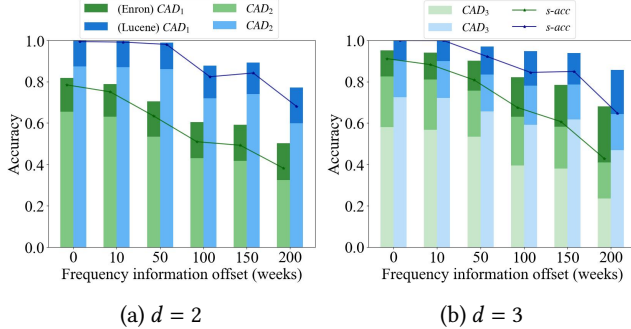 (Enron) CAD₁ CAD₂
(Lucene) CAD₁ CAD₂
1.0
0.8
0.6
0.4
0.2
0.0
Accuracy
0 10 50 100 150 200
Frequency information offset (weeks)
(a) d = 2
CAD₃ s-acc
CAD₃ s-acc
1.0
0.8
0.6
0.4
0.2
0.0
Accuracy
0 10 50 100 150 200
Frequency information offset (weeks)
(b) d = 3